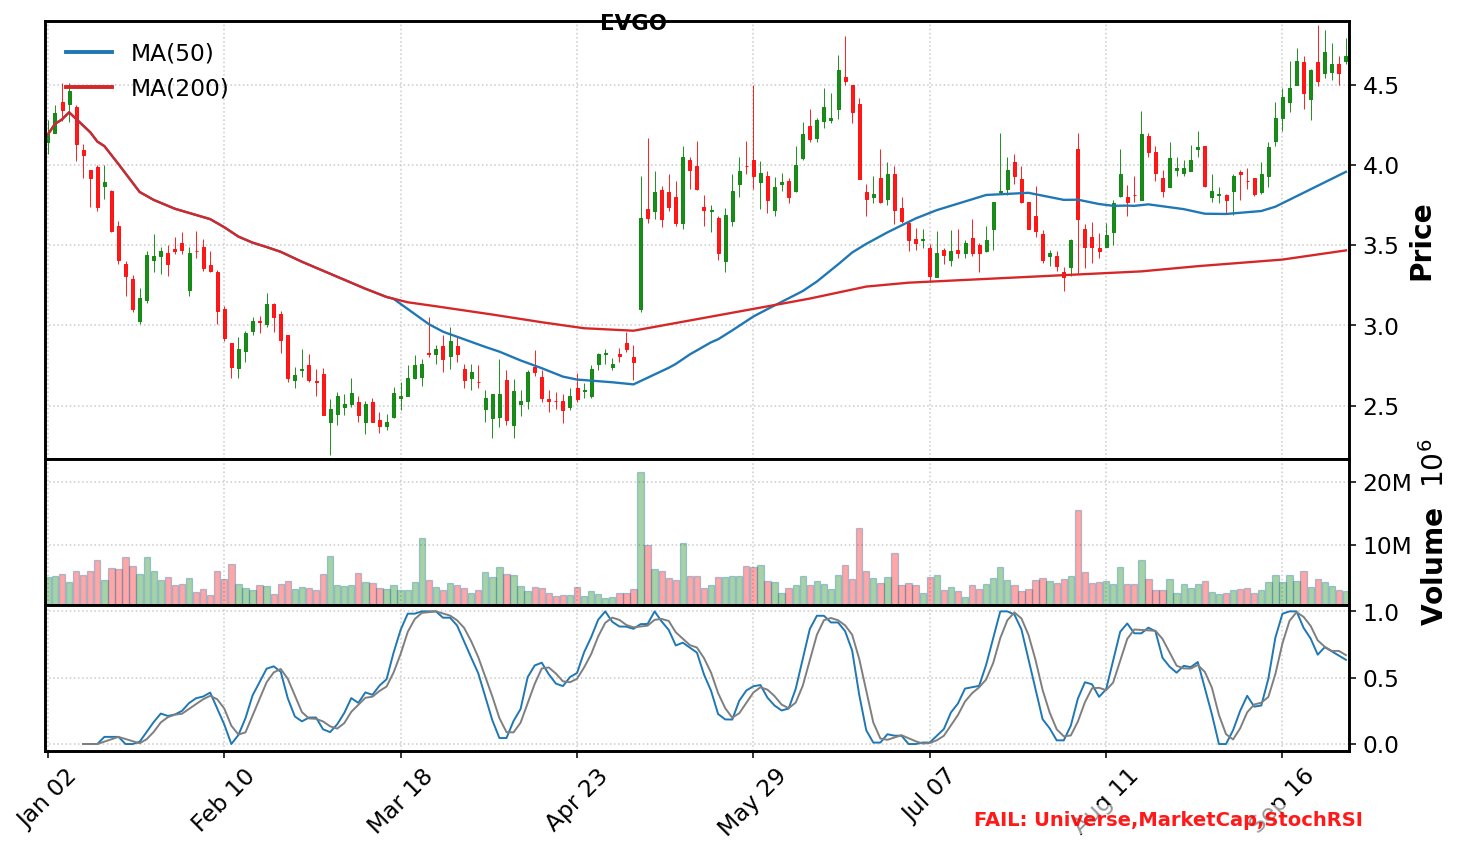 EVGO
MA(50)
MA(200)
4.5
4.0
3.5
3.0
2.5
Price
20M
10M
Volume 10^6
1.0
0.5
0.0
Jan 02
Feb 10
Mar 18
Apr 23
May 29
Jul 07
Aug 11
Sep 16
FAIL: Universe,MarketCap,StochRSI